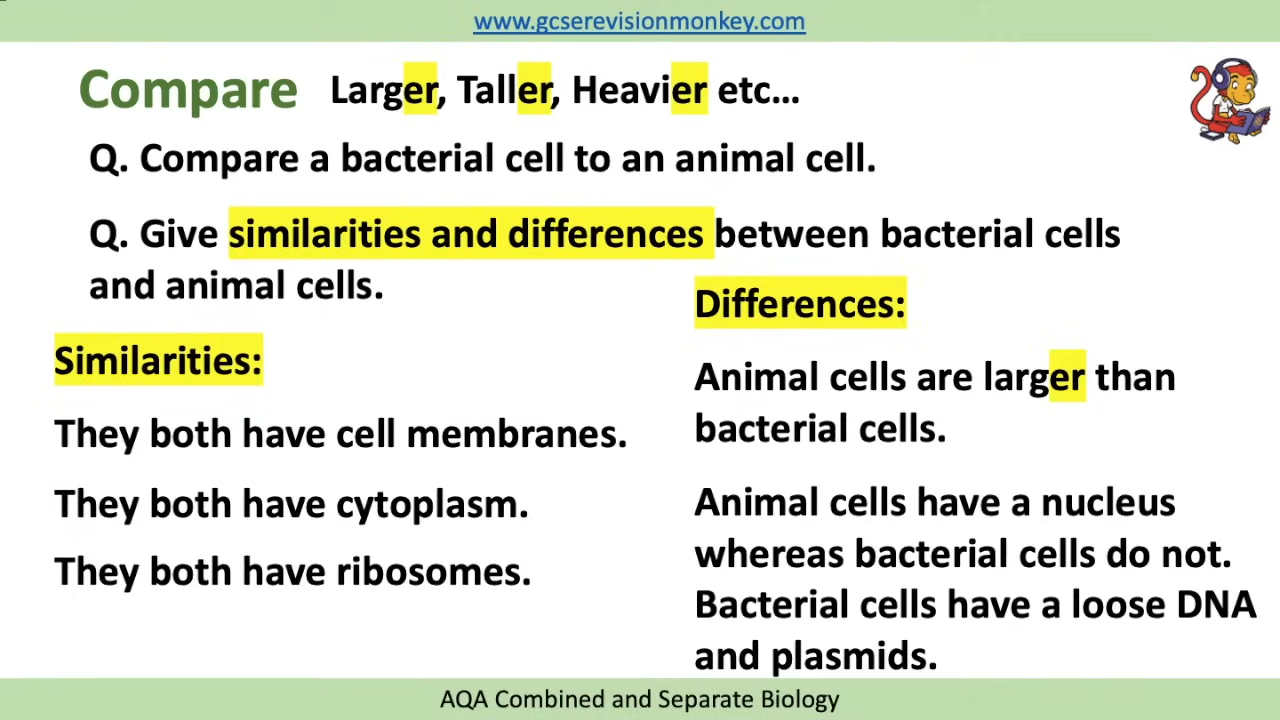 www.gcserevisionmonkey.com
Compare Larger, Taller, Heavier etc...
Q. Compare a bacterial cell to an animal cell.
Q. Give similarities and differences between bacterial cells
and animal cells.
Similarities:
They both have cell membranes.
They both have cytoplasm.
They both have ribosomes.
Differences:
Animal cells are larger than
bacterial cells.
Animal cells have a nucleus
whereas bacterial cells do not.
Bacterial cells have a loose DNA
and plasmids.
AQA Combined and Separate Biology